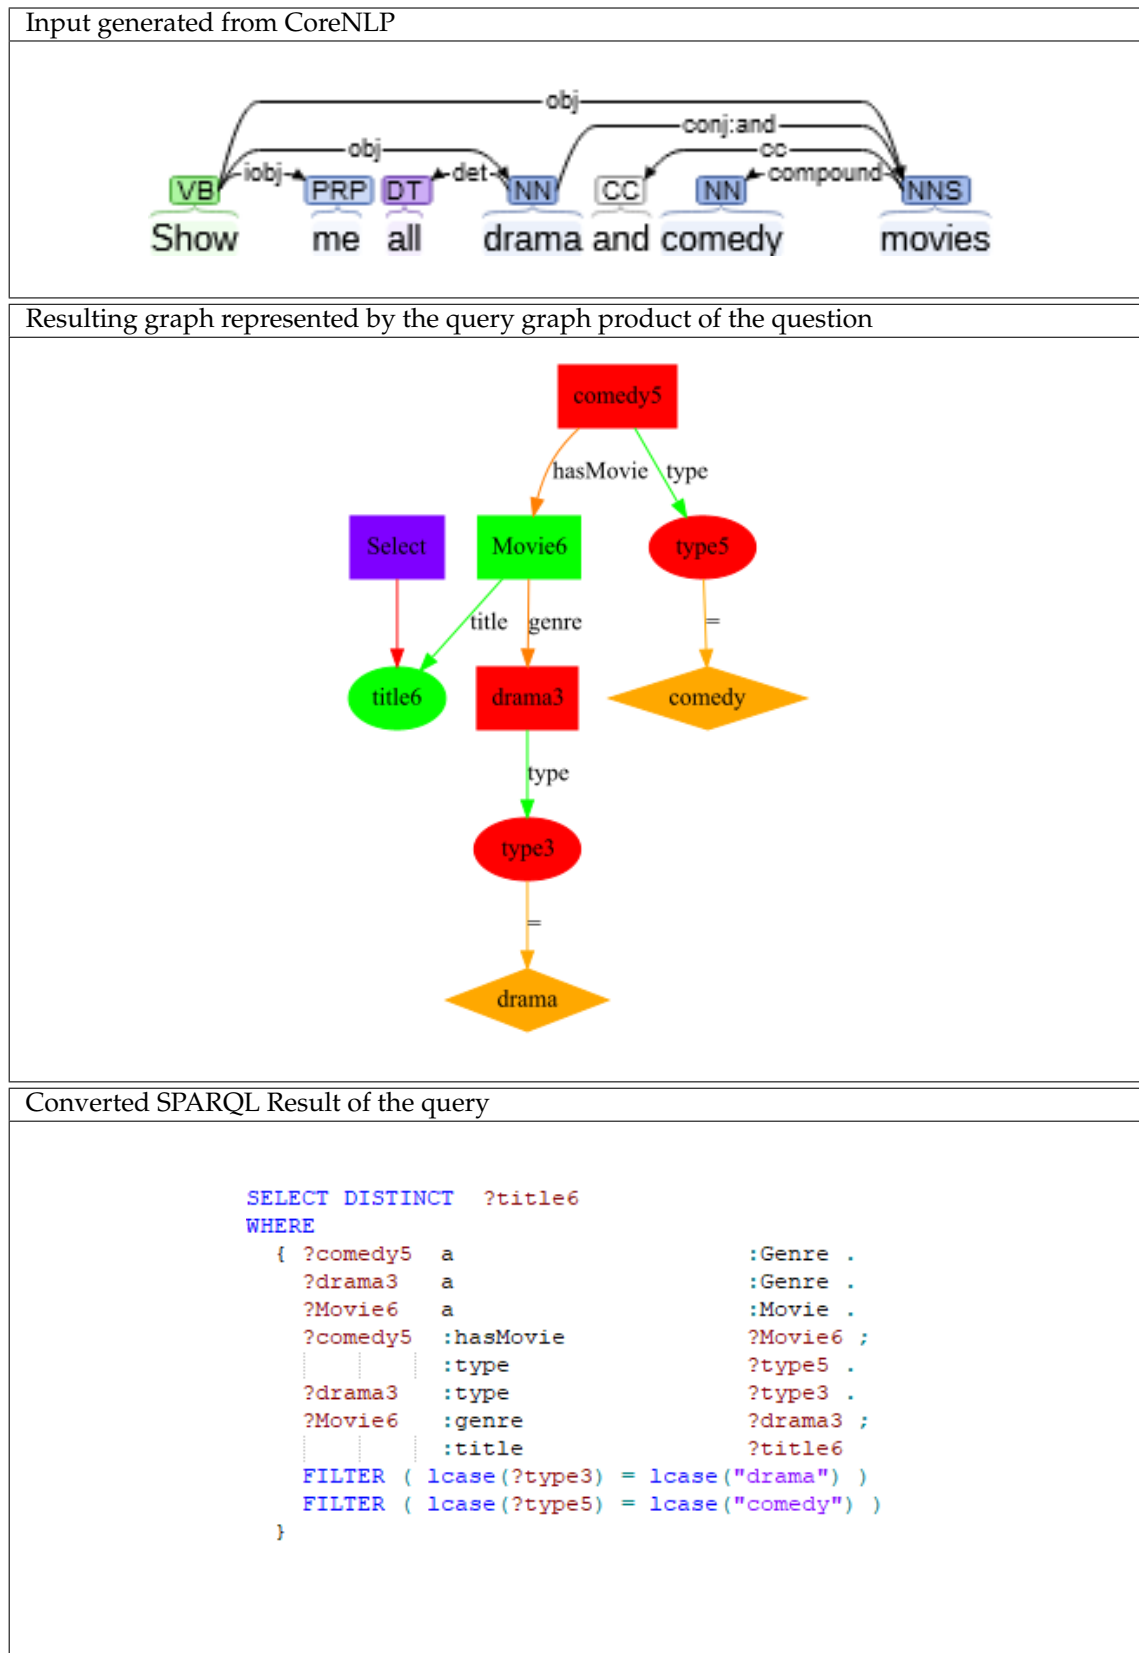 Input generated from CoreNLP
obj
conj:and
obj
cc
iobj
det
compound
VB PRP DT NN CC NN NNS
Show me all drama and comedy movies
Resulting graph represented by the query graph product of the question
comedy5
hasMovie type
Select Movie6 type5
title genre =
title6 drama3 comedy
type
type3
=
drama
Converted SPARQL Result of the query
SELECT DISTINCT ?title6
WHERE
{ ?comedy5 a :Genre .
?drama3 a :Genre .
?Movie6 a :Movie .
?comedy5 :hasMovie ?Movie6 ;
:type ?type5 .
?drama3 :type ?type3 .
?Movie6 :genre ?drama3 ;
:title ?title6
FILTER ( lcase(?type3) = lcase("drama") )
FILTER ( lcase(?type5) = lcase("comedy") )
}